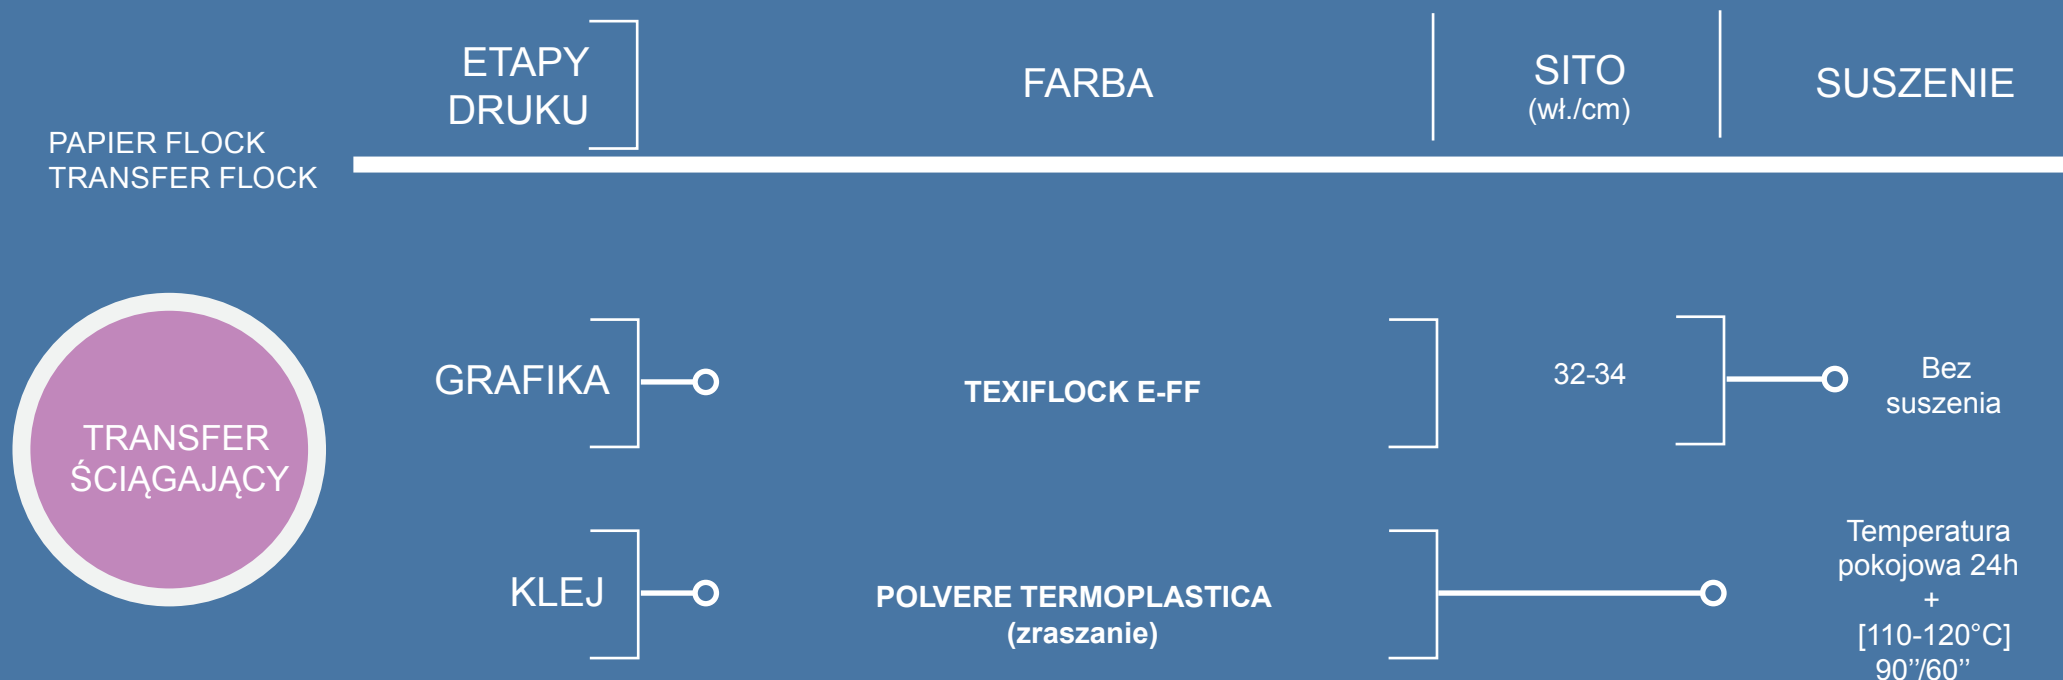 ETAPY
DRUKU
FARBA
SITO
(wł./cm)
SUSZENIE
PAPIER FLOCK
TRANSFER FLOCK
TRANSFER
ŚCIĄGAJĄCY
GRAFIKA
TEXIFLOCK E-FF
32-34
Bez
suszenia
KLEJ
POLVERE TERMOPLASTICA
(zraszanie)
Temperatura
pokojowa 24h
+
[110-120°C]
90’’/60’’